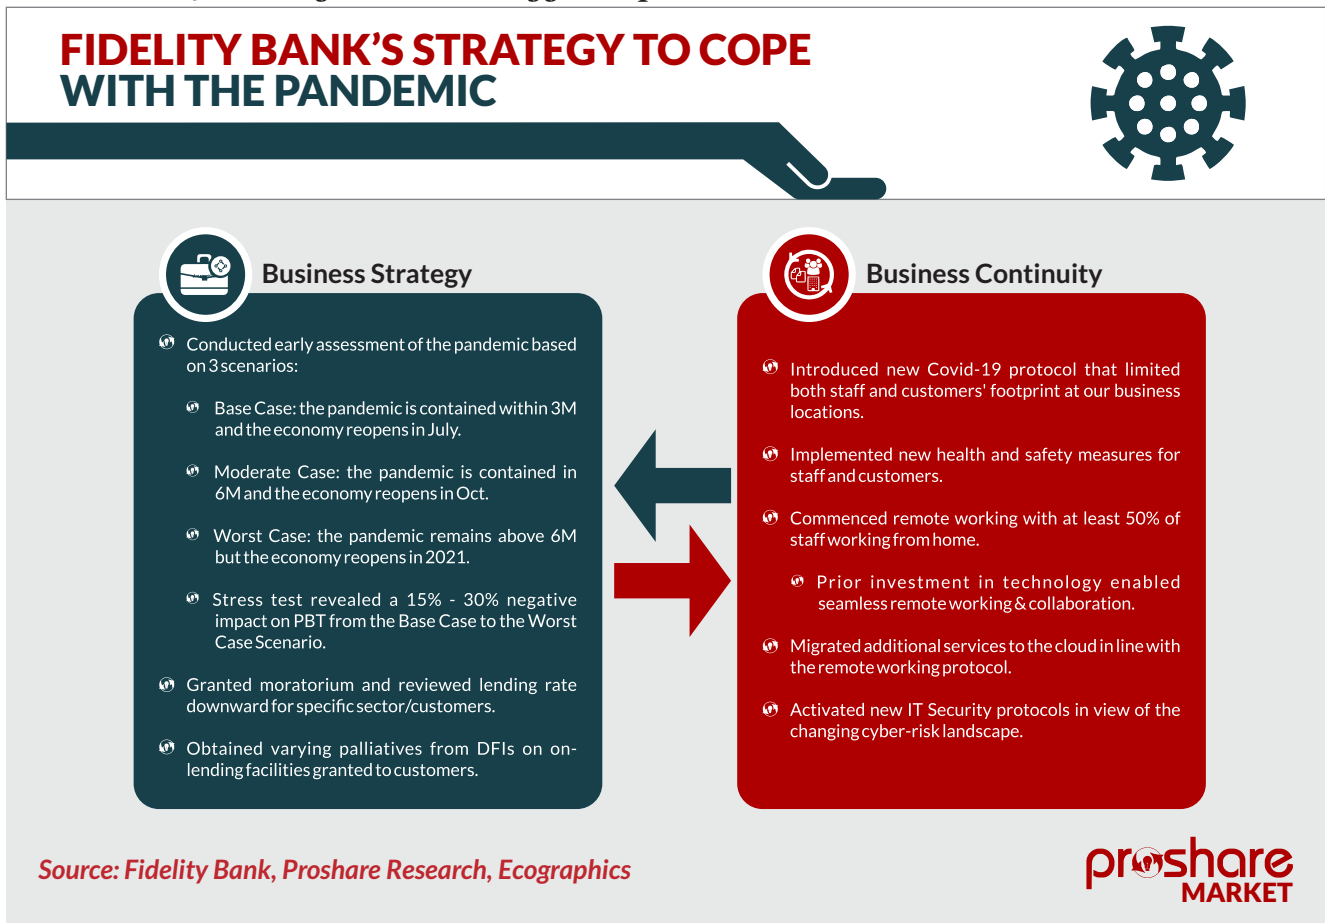 FIDELITY BANK'S STRATEGY TO COPE
WITH THE PANDEMIC
Business Strategy
Conducted early assessment of the pandemic based
on 3 scenarios:
Base Case: the pandemic is contained within 3M
and the economy reopens in July.
Moderate Case: the pandemic is contained in
6M and the economy reopens in Oct.
Worst Case: the pandemic remains above 6M
but the economy reopens in 2021.
Stress test revealed a 15% - 30% negative
impact on PBT from the Base Case to the Worst
Case Scenario.
Granted moratorium and reviewed lending rate
downward for specific sector/customers.
Obtained varying palliatives from DFIs on on-
lending facilities granted to customers.
Business Continuity
Introduced new Covid-19 protocol that limited
both staff and customers' footprint at our business
locations.
Implemented new health and safety measures for
staff and customers.
Commenced remote working with at least 50% of
staff working from home.
Prior investment in technology enabled
seamless remote working & collaboration.
Migrated additional services to the cloud in line with
the remote working protocol.
Activated new IT Security protocols in view of the
changing cyber-risk landscape.
Source: Fidelity Bank, Proshare Research, Ecographics
proshare
MARKET